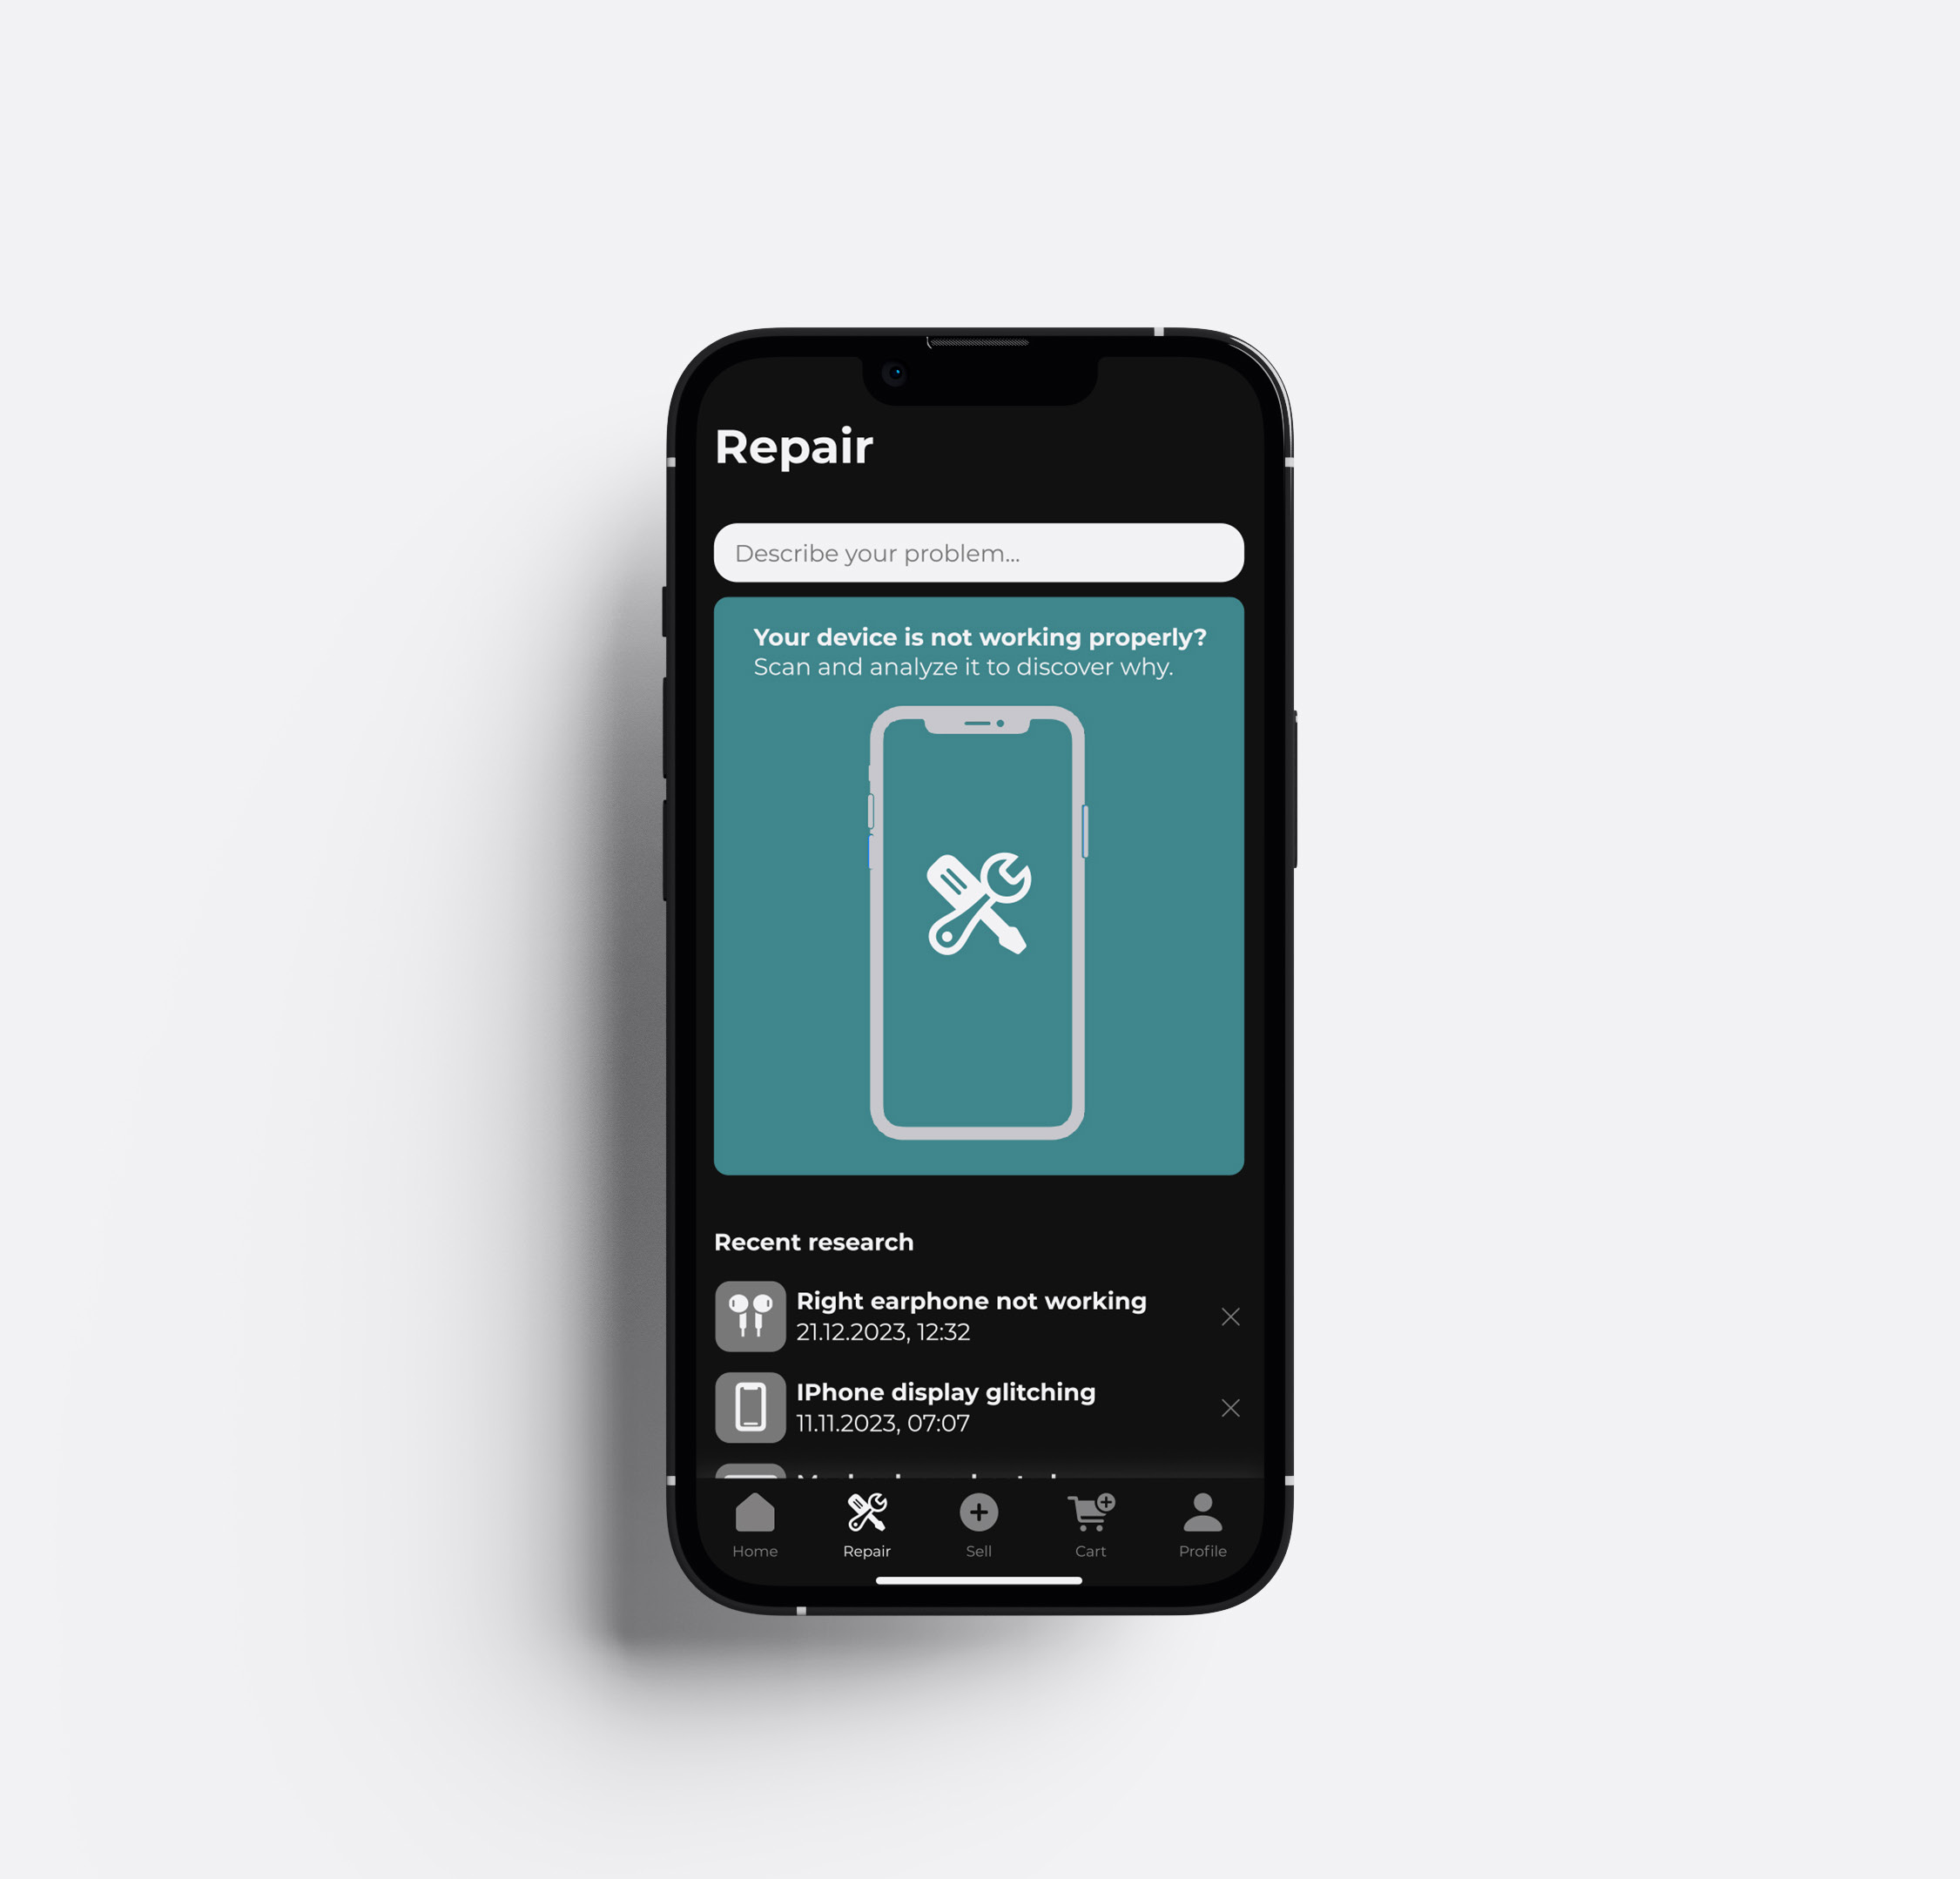 Repair
Describe your problem...
Your device is not working properly?
Scan and analyze it to discover why.
Recent research
Right earphone not working
21.12.2023, 12:32
IPhone display glitching
11.11.2023, 07:07
Home
Repair
Sell
Cart
Profile